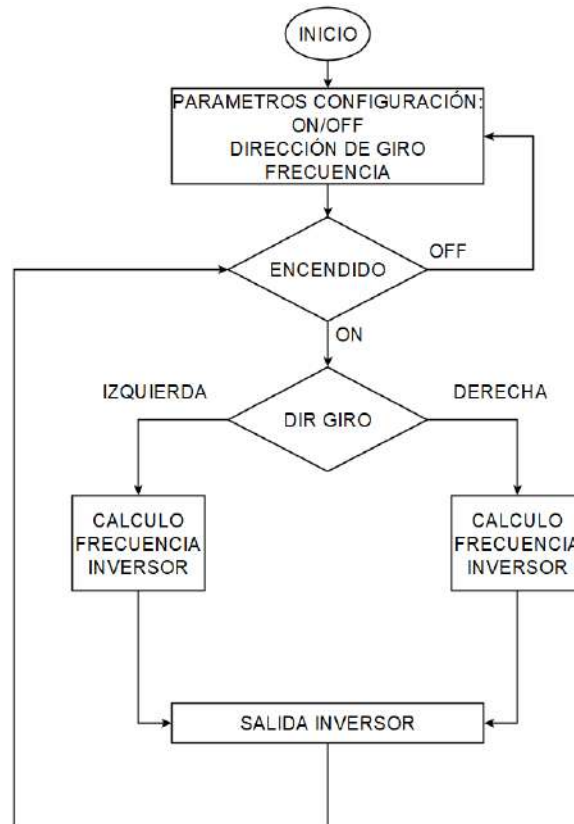 INICIO
PARAMETROS CONFIGURACIÓN:
ON/OFF
DIRECCIÓN DE GIRO
FRECUENCIA
ENCENDIDO
OFF
ON
IZQUIERDA
DERECHA
DIR GIRO
CALCULO
FRECUENCIA
INVERSOR
CALCULO
FRECUENCIA
INVERSOR
SALIDA INVERSOR